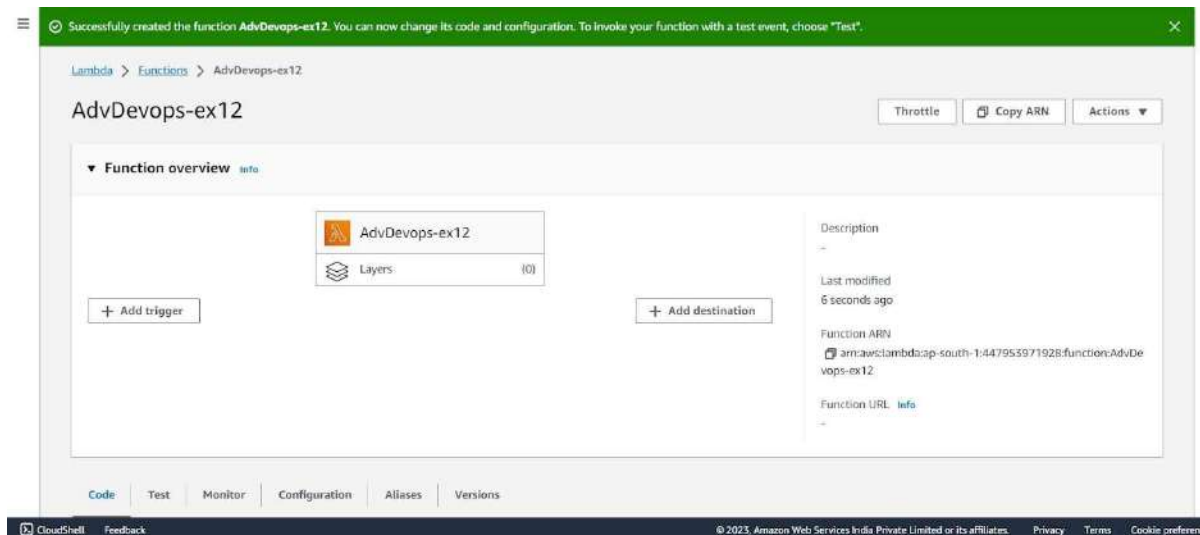 Successfully created the function AdvDevops-ex12. You can now change its code and configuration. To invoke your function with a test event, choose "Test".
Lambda > Functions > AdvDevops-ex12
AdvDevops-ex12
Throttle
Copy ARN
Actions
Function overview Info
AdvDevops-ex12
Layers (0)
+ Add trigger
+ Add destination
Description
-
Last modified
6 seconds ago
Function ARN
arn:aws:lambda:ap-south-1:447953971928:function:AdvDe
vops-ex12
Function URL Info
-
Code Test Monitor Configuration Aliases Versions
CloudShell Feedback © 2023, Amazon Web Services India Private Limited or its affiliates. Privacy Terms Cookie preferen